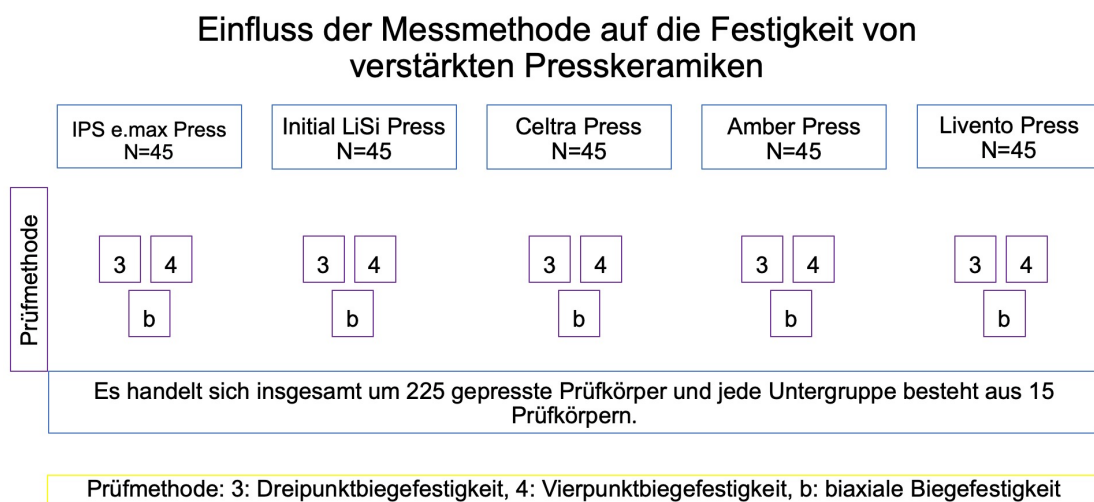 Einfluss der Messmethode auf die Festigkeit von
verstärkten Presskeramiken
IPS e.max Press
N=45
Initial LiSi Press
N=45
Celtra Press
N=45
Amber Press
N=45
Livento Press
N=45
Prüfmethode
3 4
b
3 4
b
3 4
b
3 4
b
3 4
b
Es handelt sich insgesamt um 225 gepresste Prüfkörper und jede Untergruppe besteht aus 15
Prüfkörpern.
Prüfmethode: 3: Dreipunktbiegefestigkeit, 4: Vierpunktbiegefestigkeit, b: biaxiale Biegefestigkeit